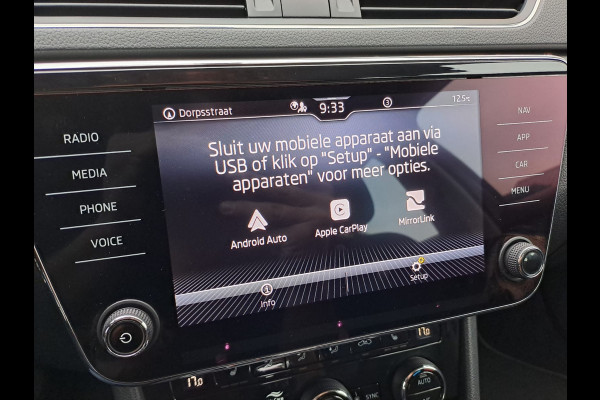 Dorpsstraat
9:33
3
12.5°C
RADIO
MEDIA
PHONE
VOICE
NAV
APP
CAR
MENU
Sluit uw mobiele apparaat aan via
USB of klik op "Setup" - "Mobiele
apparaten" voor meer opties.
Android Auto
Apple CarPlay
MirrorLink
Info
Setup
17.0
17.0
SYNC
AUTO